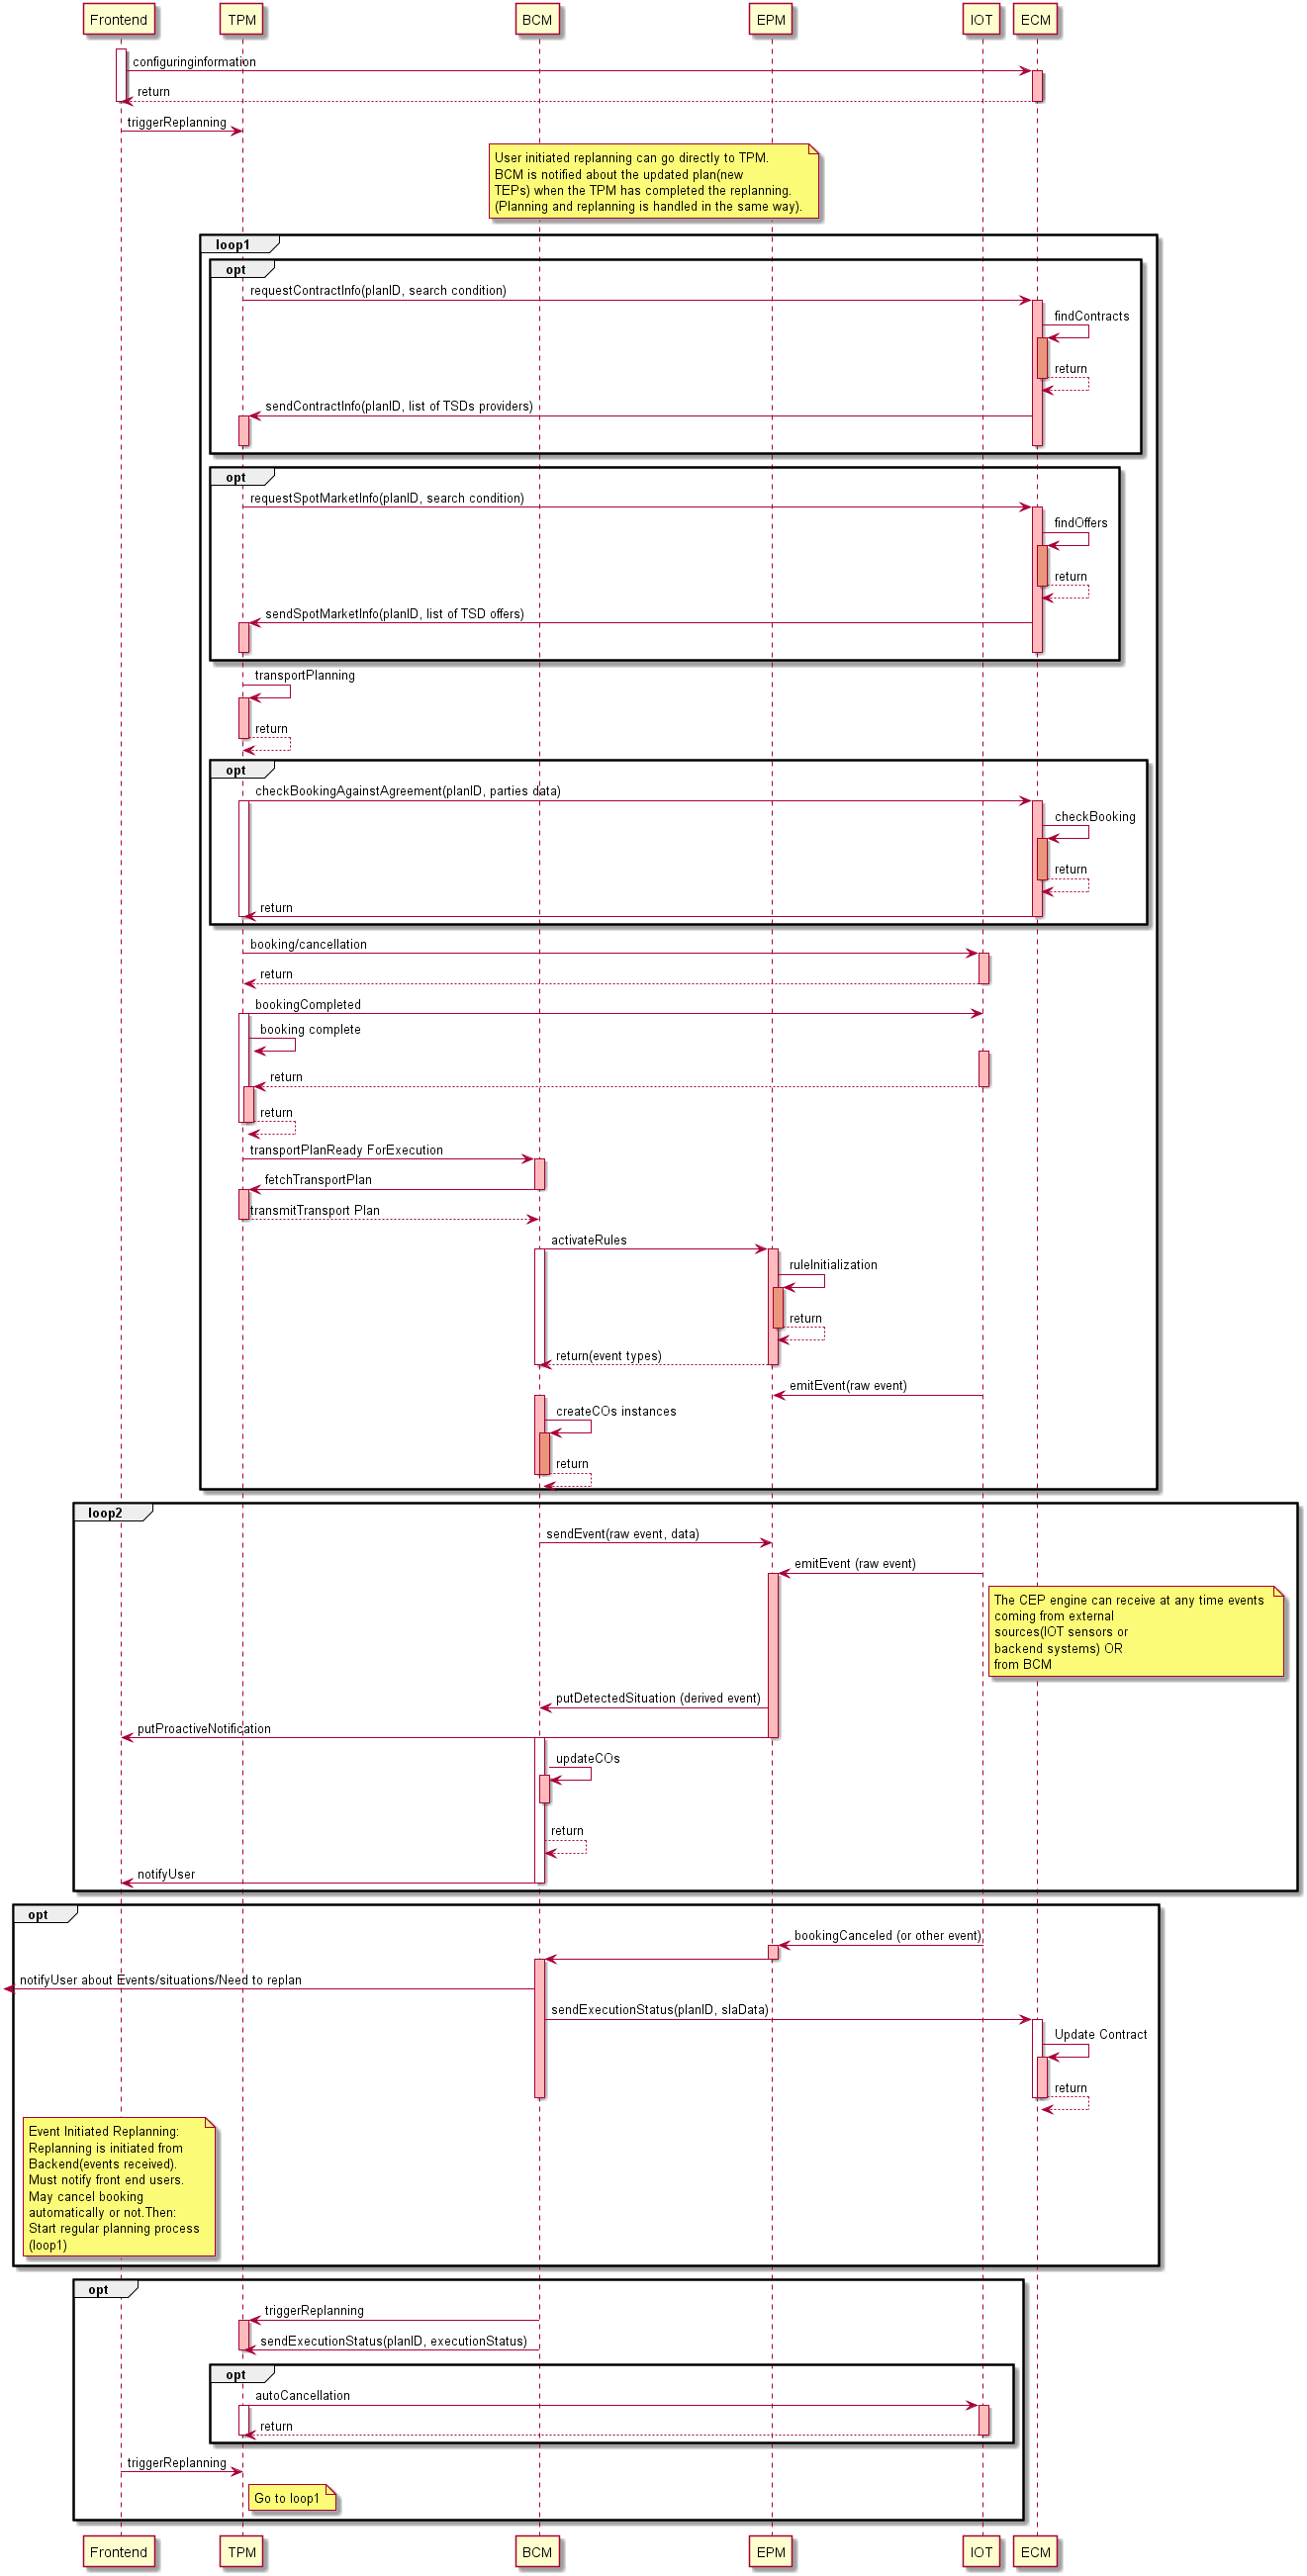 Frontend
TPM
BCM
EPM
IOT
ECM
configuringinformation
return
triggerReplanning
User initiated replanning can go directly to TPM.
BCM is notified about the updated plan(new
TEPs) when the TPM has completed the replanning.
(Planning and replanning is handled in the same way).
loop1
opt
requestContractInfo(planID, search condition)
findContracts
return
sendContractInfo(planID, list of TSDs providers)
opt
requestSpotMarketInfo(planID, search condition)
findOffers
return
sendSpotMarketInfo(planID, list of TSD offers)
transportPlanning
return
opt
checkBookingAgainstAgreement(planID, parties data)
checkBooking
return
return
booking/cancellation
return
bookingCompleted
booking complete
return
return
transportPlanReady ForExecution
fetchTransportPlan
transmitTransport Plan
activateRules
ruleInitialization
return
return(event types)
emitEvent(raw event)
createCOs instances
return
loop2
sendEvent(raw event, data)
emitEvent (raw event)
The CEP engine can receive at any time events
coming from external
sources(IOT sensors or
backend systems) OR
from BCM
putDetectedSituation (derived event)
putProactiveNotification
updateCOs
return
notifyUser
opt
bookingCanceled (or other event)
notifyUser about Events/situations/Need to replan
sendExecutionStatus(planID, slaData)
Update Contract
return
Event Initiated Replanning:
Replanning is initiated from
Backend(events received).
Must notify front end users.
May cancel booking
automatically or not.Then:
Start regular planning process
(loop1)
opt
triggerReplanning
sendExecutionStatus(planID, executionStatus)
opt
autoCancellation
return
triggerReplanning
Go to loop1
Frontend
TPM
BCM
EPM
IOT
ECM